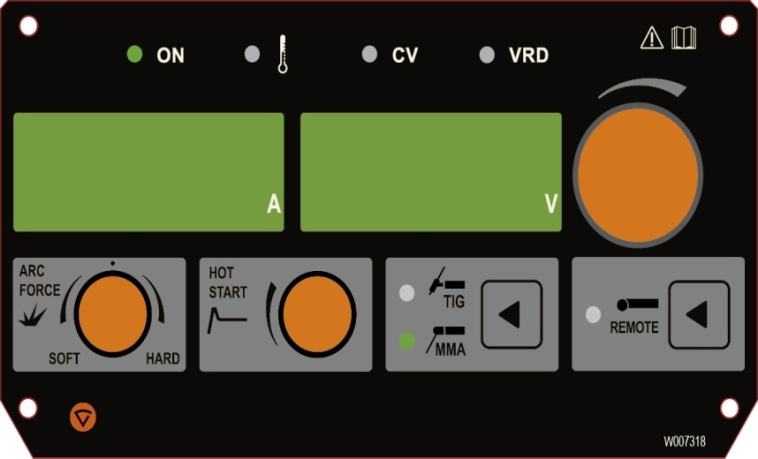 ON
CV
VRD
A
V
ARC
FORCE
SOFT
HARD
HOT
START
TIG
MMA
REMOTE
W007318